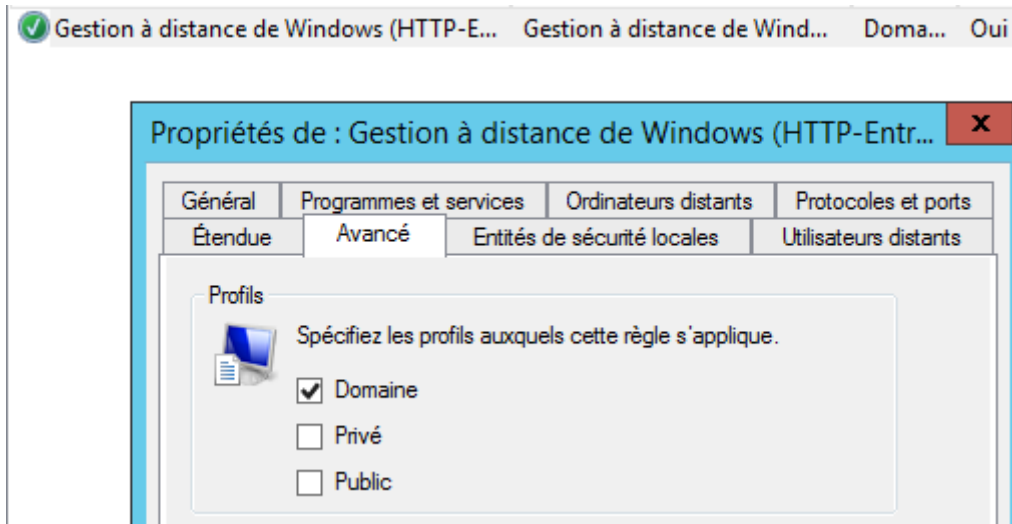 Gestion à distance de Windows (HTTP-E... Gestion à distance de Wind... Doma... Oui
Propriétés de : Gestion à distance de Windows (HTTP-Entr... x
Général Programmes et services Ordinateurs distants Protocoles et ports
Étendue Avancé Entités de sécurité locales Utilisateurs distants
Profils
Spécifiez les profils auxquels cette règle s'applique.
Domaine
Privé
Public